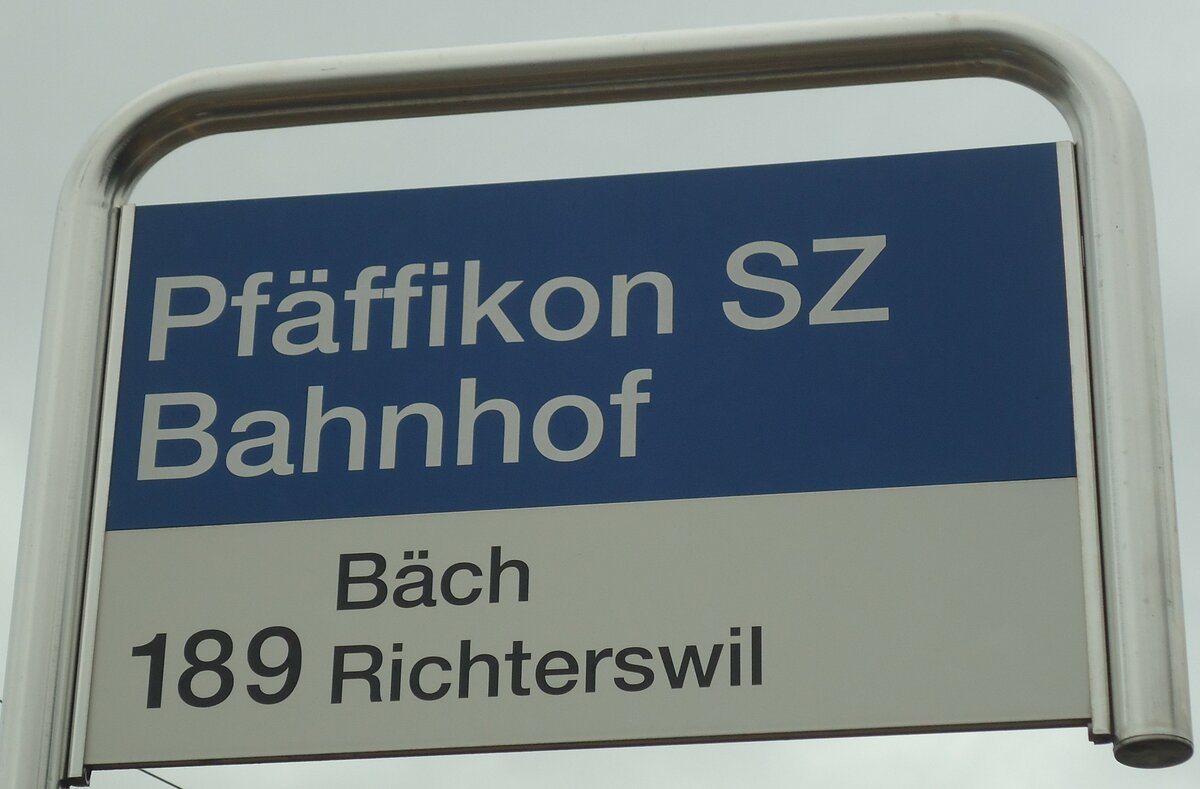 Pfäffikon SZ
Bahnhof
Bäch
189 Richterswil